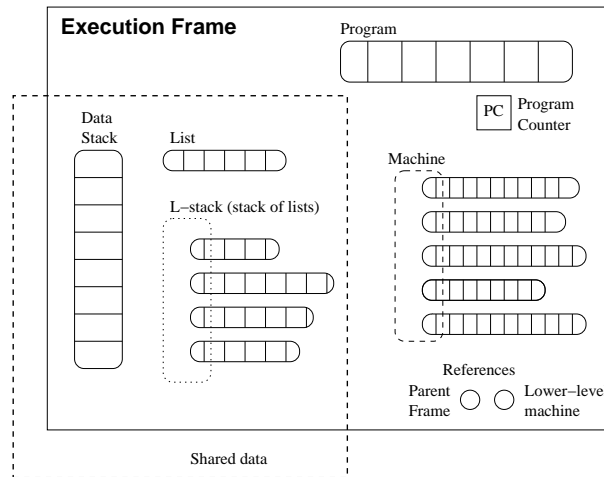 Execution Frame
Program
PC
Program
Counter
Data
Stack
List
Machine
L−stack (stack of lists)
References
Parent
Frame
Lower−level
machine
Shared data